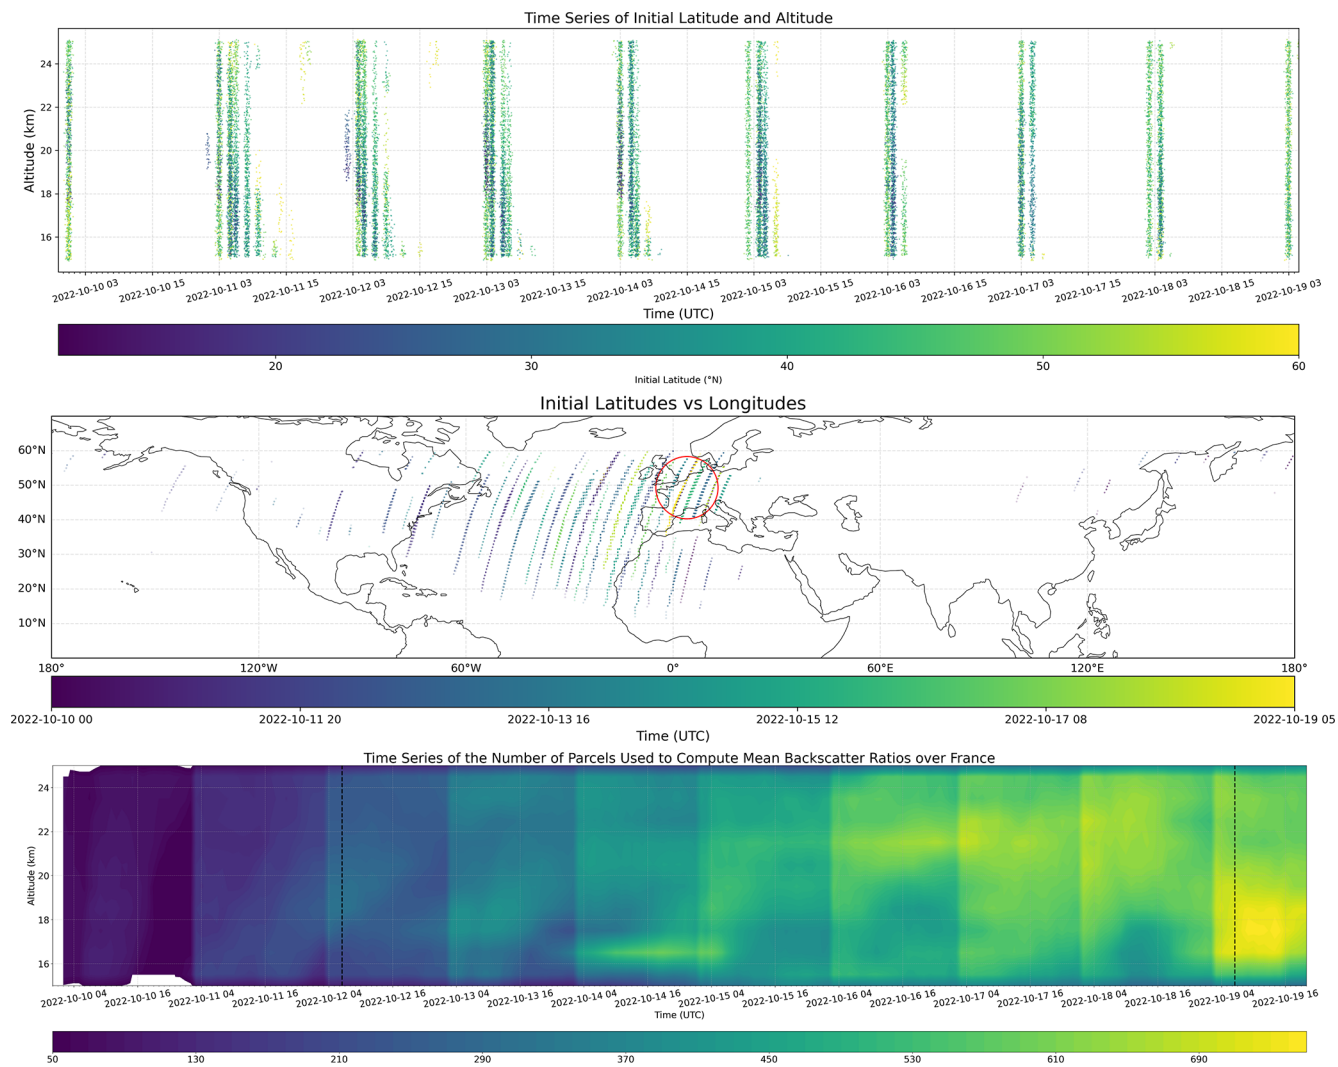 Time Series of Initial Latitude and Altitude
Altitude (km)
24
22
20
18
16
2022-10-10 03 2022-10-10 15 2022-10-11 03 2022-10-11 15 2022-10-12 03 2022-10-12 15 2022-10-13 03 2022-10-13 15 2022-10-14 03 2022-10-14 15 2022-10-15 03 2022-10-15 15 2022-10-16 03 2022-10-16 15 2022-10-17 03 2022-10-17 15 2022-10-18 03 2022-10-18 15 2022-10-19 03
Time (UTC)
20 30 40 50 60
Initial Latitude (°N)
Initial Latitudes vs Longitudes
60°N
50°N
40°N
30°N
20°N
10°N
180° 120°W 60°W 0° 60°E 120°E 180°
2022-10-10 00 2022-10-11 20 2022-10-13 16 2022-10-15 12 2022-10-17 08 2022-10-19 05
Time (UTC)
Time Series of the Number of Parcels Used to Compute Mean Backscatter Ratios over France
Altitude (km)
24
22
20
18
16
2022-10-10 04 2022-10-10 16 2022-10-11 04 2022-10-11 16 2022-10-12 04 2022-10-12 16 2022-10-13 04 2022-10-13 16 2022-10-14 04 2022-10-14 16 2022-10-15 04 2022-10-15 16 2022-10-16 04 2022-10-16 16 2022-10-17 04 2022-10-17 16 2022-10-18 04 2022-10-18 16 2022-10-19 04 2022-10-19 16
Time (UTC)
50 130 210 290 370 450 530 610 690